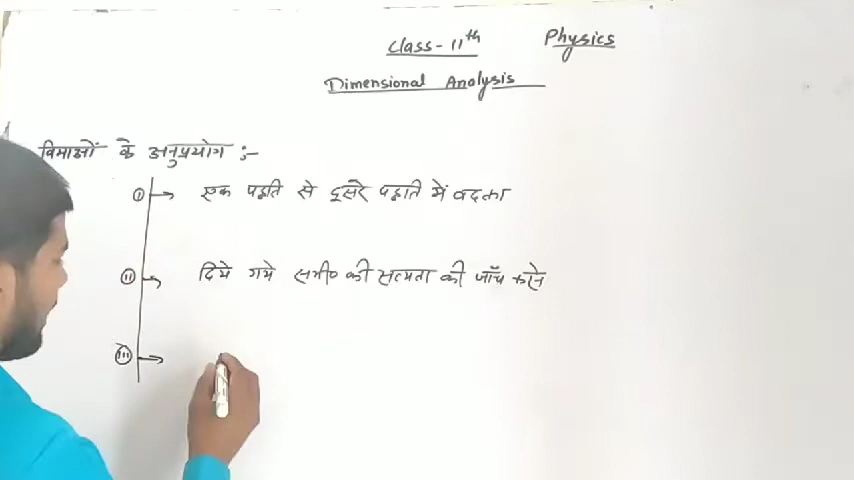 Class-11th Physics
Dimensional Analysis
विमाओं के अनुप्रयोग :-
(i) → एक पद्धति से दूसरे पद्धति में बदलना
(ii) → दिये गये समी० की सत्यता की जाँच करने
(iii) →